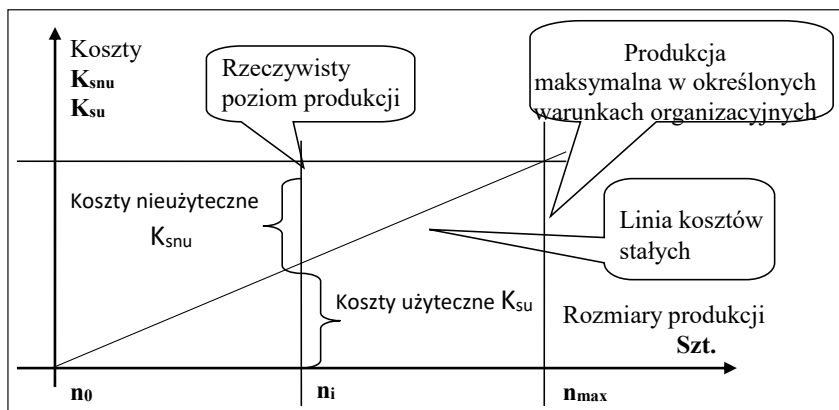 Koszty
Ksnu
Ksu
Rzeczywisty
poziom produkcji
Produkcja
maksymalna w określonych
warunkach organizacyjnych
Koszty nieużyteczne
Ksnu
Linia kosztów
stałych
Koszty użyteczne Ksu
Rozmiary produkcji
Szt.
n0
ni
nmax